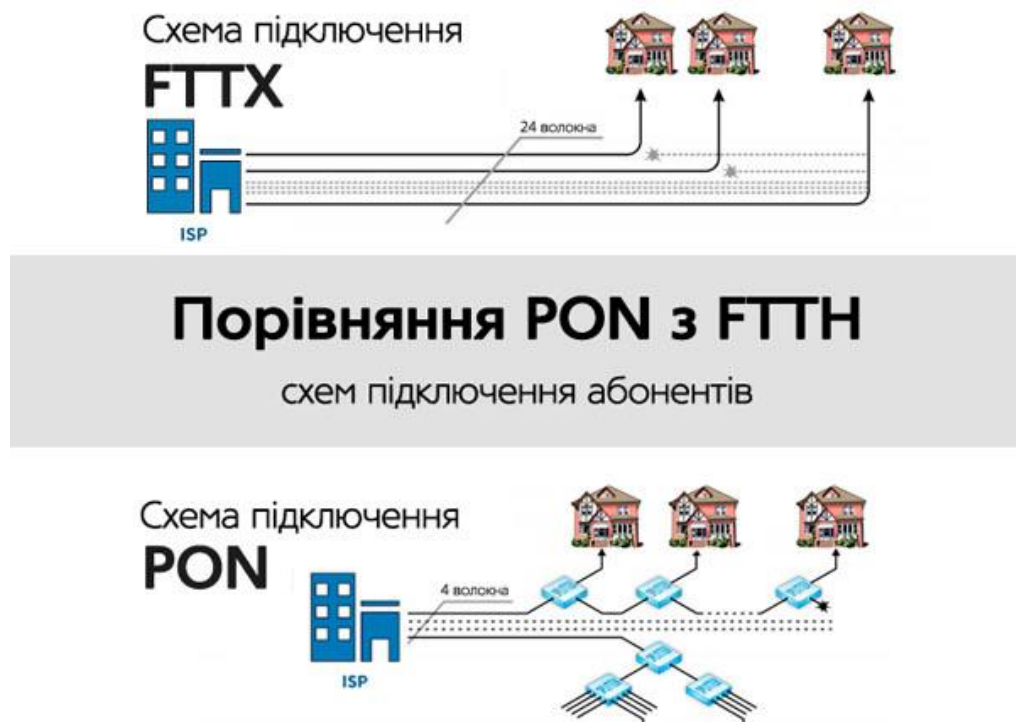 Схема підключення
FTTX
24 волокна
ISP
Порівняння PON з FTTH
схем підключення абонентів
Схема підключення
PON
4 волокна
ISP